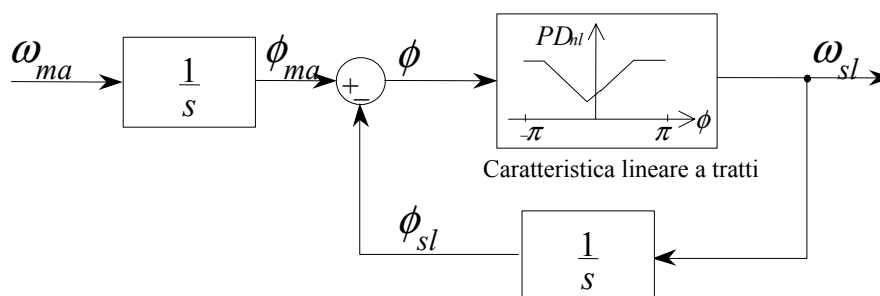 ω_ma
1
s
ϕ_ma
+
−
ϕ
PD_nl
−π
π
ϕ
Caratteristica lineare a tratti
ω_sl
ϕ_sl
1
s